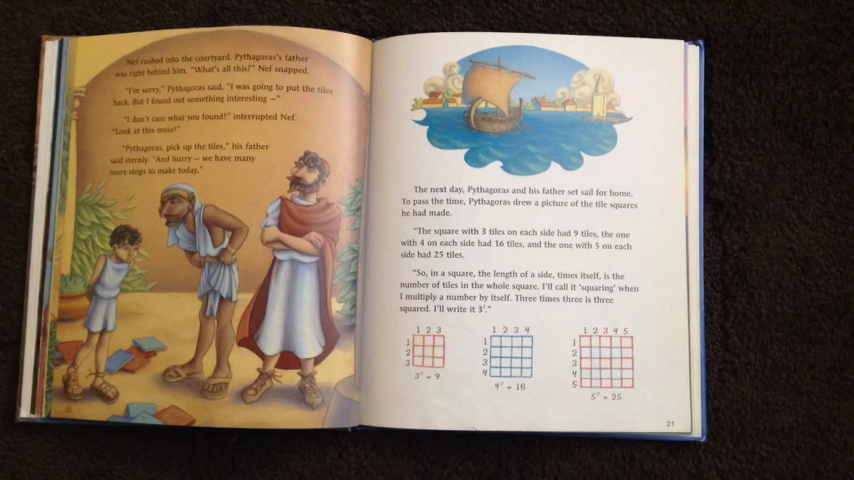 Nef rushed into the courtyard. Pythagoras's father
was right behind him. "What's all this?" Nef snapped.
"I'm sorry," Pythagoras said. "I was going to put the tiles
back. But I found out something interesting —"
"I don't care what you found!" interrupted Nef.
"Look at this mess!"
"Pythagoras, pick up the tiles," his father
said sternly. "And hurry — we have many
more stops to make today."
20
The next day, Pythagoras and his father set sail for home.
To pass the time, Pythagoras drew a picture of the tile squares
he had made.
"The square with 3 tiles on each side had 9 tiles, the one
with 4 on each side had 16 tiles, and the one with 5 on each
side had 25 tiles.
"So, in a square, the length of a side, times itself, is the
number of tiles in the whole square. I'll call it 'squaring' when
I multiply a number by itself. Three times three is three
squared. I'll write it 3²."
1 2 3
1
2
3
3² = 9
1 2 3 4
1
2
3
4
4² = 16
1 2 3 4 5
1
2
3
4
5
5² = 25
21